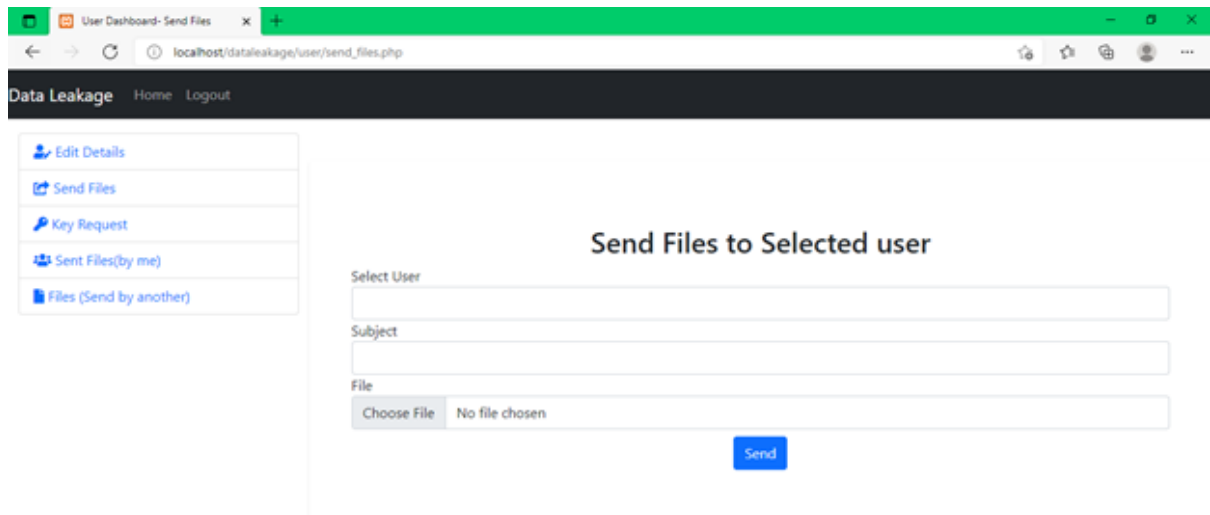 User Dashboard- Send Files
localhost/dataleakage/user/send_files.php
Data Leakage Home Logout
Edit Details
Send Files
Key Request
Sent Files(by me)
Files (Send by another)
Send Files to Selected user
Select User
Subject
File
Choose File No file chosen
Send